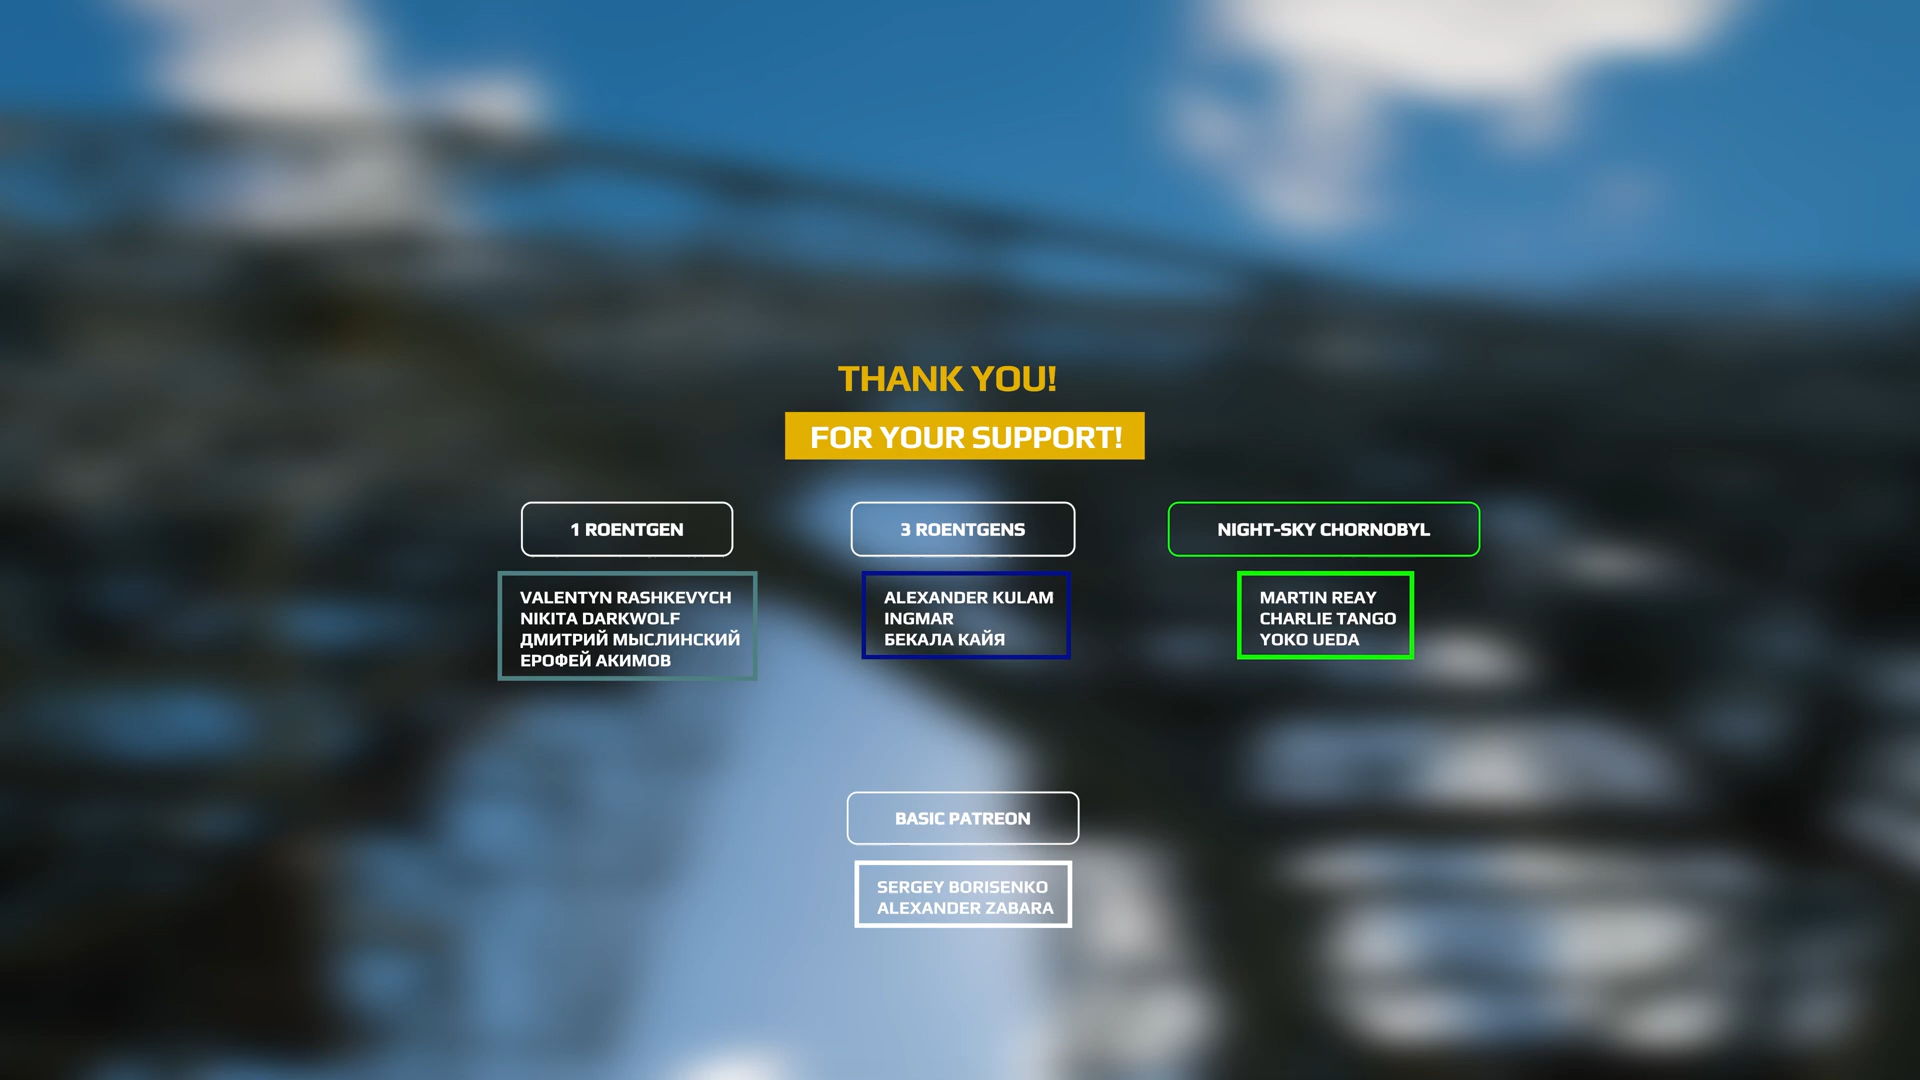 THANK YOU!
FOR YOUR SUPPORT!
1 ROENTGEN
VALENTYN RASHKEVYCH
NIKITA DARKWOLF
ДМИТРИЙ МЫСЛИНСКИЙ
ЕРОФЕЙ АКИМОВ
3 ROENTGENS
ALEXANDER KULAM
INGMAR
БЕКАЛА КАЙЯ
NIGHT-SKY CHORNOBYL
MARTIN REAY
CHARLIE TANGO
YOKO UEDA
BASIC PATREON
SERGEY BORISENKO
ALEXANDER ZABARA